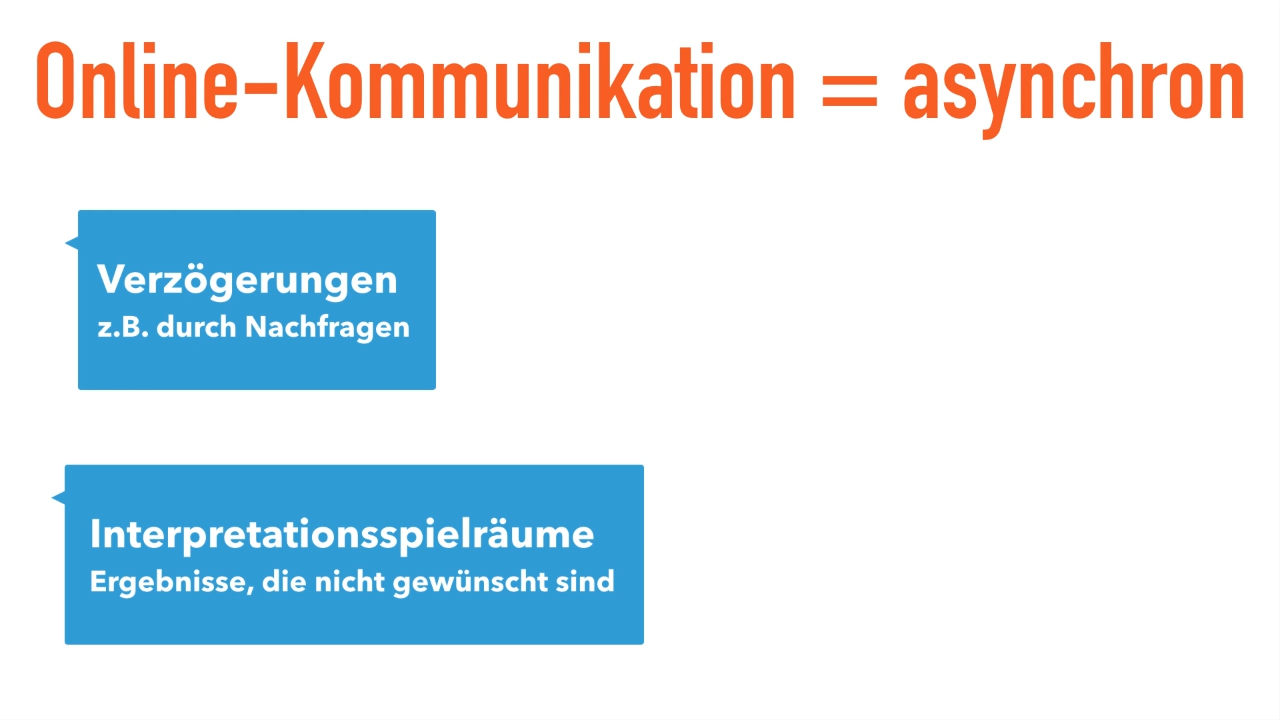 Online-Kommunikation = asynchron
Verzögerungen
z.B. durch Nachfragen
Interpretationsspielräume
Ergebnisse, die nicht gewünscht sind